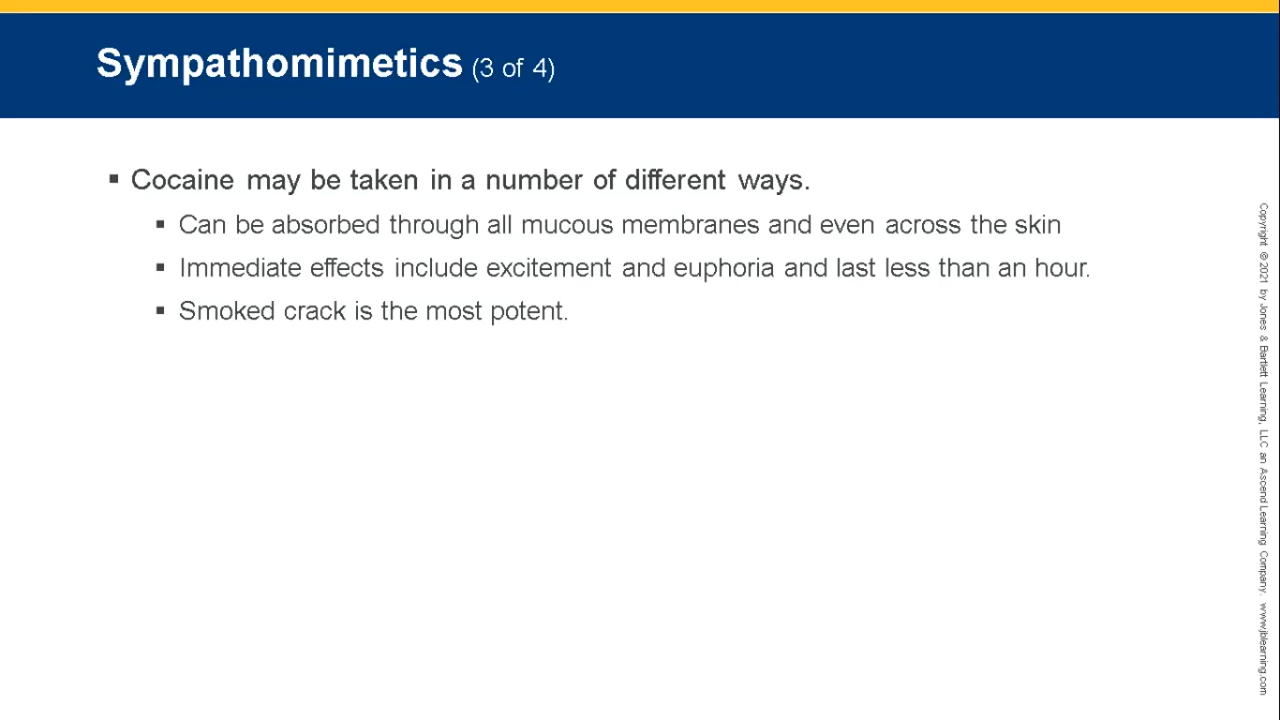 Sympathomimetics (3 of 4)
▪ Cocaine may be taken in a number of different ways.
▪ Can be absorbed through all mucous membranes and even across the skin
▪ Immediate effects include excitement and euphoria and last less than an hour.
▪ Smoked crack is the most potent.
Copyright © 2021 by Jones & Bartlett Learning, LLC an Ascend Learning Company. www.jblearning.com